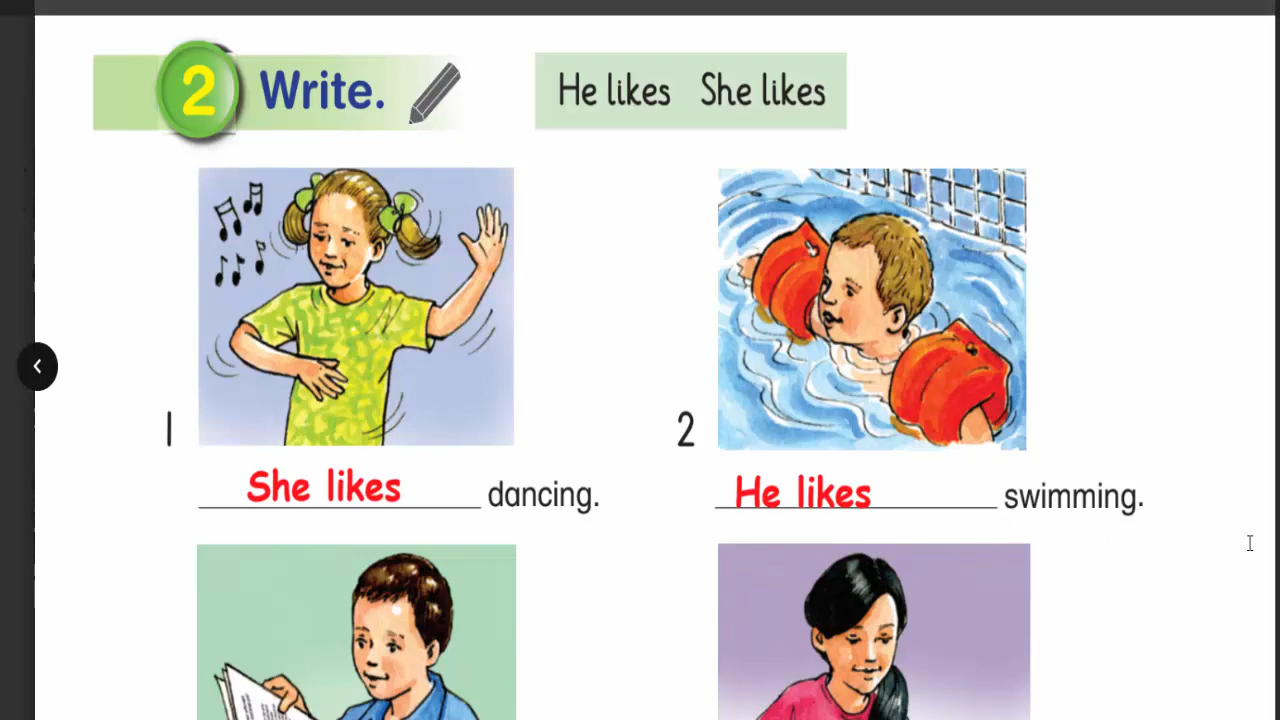 2 Write.
He likes She likes
1
She likes dancing.
2
He likes swimming.